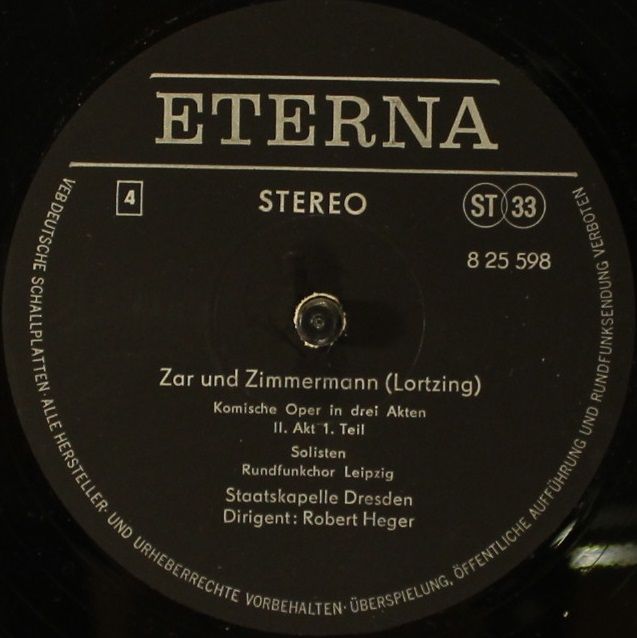 ETERNA
4
STEREO
ST 33
8 25 598
Zar und Zimmermann (Lortzing)
Komische Oper in drei Akten
II. Akt 1. Teil
Solisten
Rundfunkchor Leipzig
Staatskapelle Dresden
Dirigent: Robert Heger
VEB DEUTSCHE SCHALLPLATTEN · ALLE HERSTELLER- UND URHEBERRECHTE VORBEHALTEN · ÜBERSPIELUNG, ÖFFENTLICHE AUFFÜHRUNG UND RUNDFUNKSENDUNG VERBOTEN